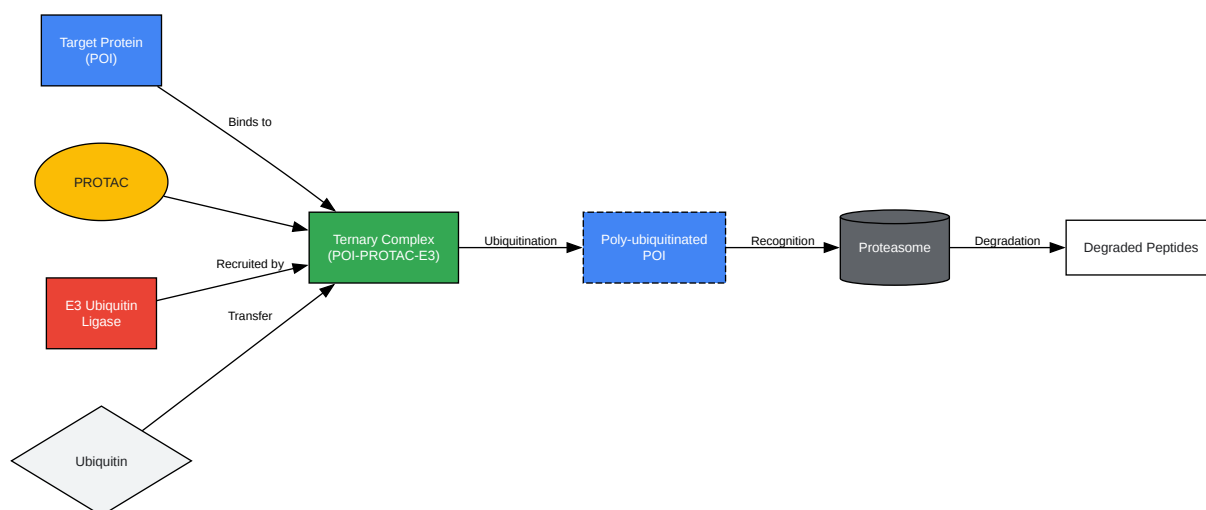 Target Protein
(POI)
Binds to
PROTAC
Ternary Complex
(POI-PROTAC-E3)
Ubiquitination
Poly-ubiquitinated
POI
Recognition
Proteasome
Degradation
Degraded Peptides
Recruited by
E3 Ubiquitin
Ligase
Transfer
Ubiquitin